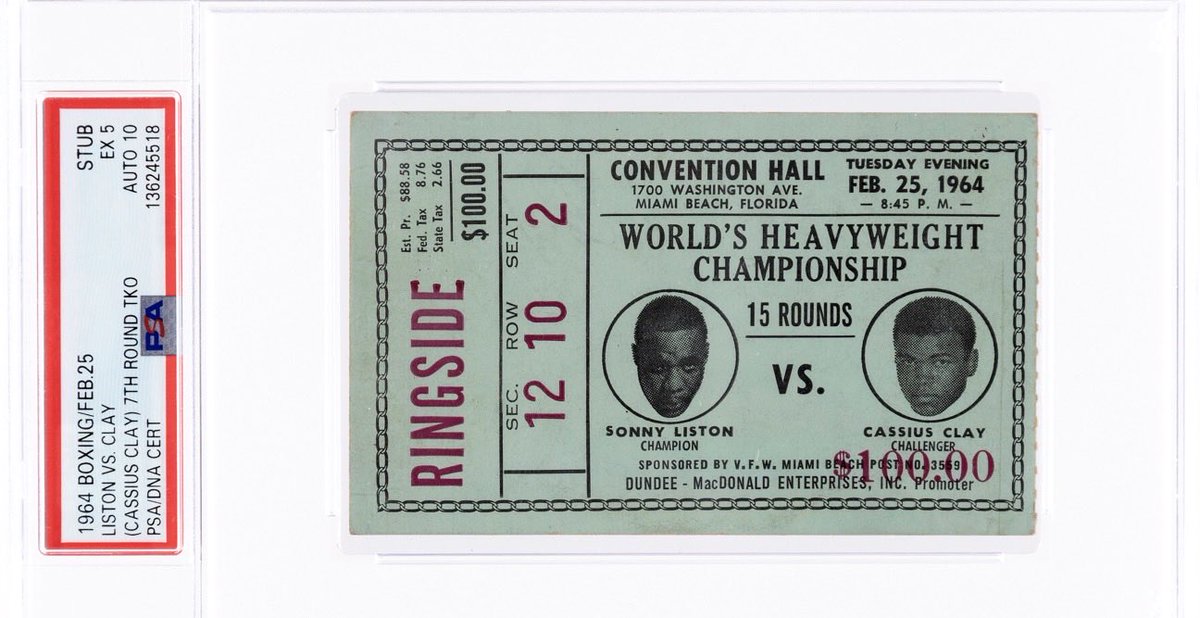 1964 BOXING/FEB.25 STUB
LISTON VS. CLAY EX 5
(CASSIUS CLAY) 7TH ROUND TKO AUTO 10
PSA/DNA CERT 136245518
PSA
RINGSIDE
Est. Pr. $88.58
Fed. Tax 8.76
State Tax 2.66
$100.00
SEC. ROW SEAT
12 10 2
CONVENTION HALL
1700 WASHINGTON AVE.
MIAMI BEACH, FLORIDA
TUESDAY EVENING
FEB. 25, 1964
— 8:45 P. M. —
WORLD'S HEAVYWEIGHT
CHAMPIONSHIP
15 ROUNDS
VS.
SONNY LISTON
CHAMPION
CASSIUS CLAY
CHALLENGER
SPONSORED BY V.F.W. MIAMI BEACH POST NO. 3559
$100.00
DUNDEE - MacDONALD ENTERPRISES, INC. Promoter